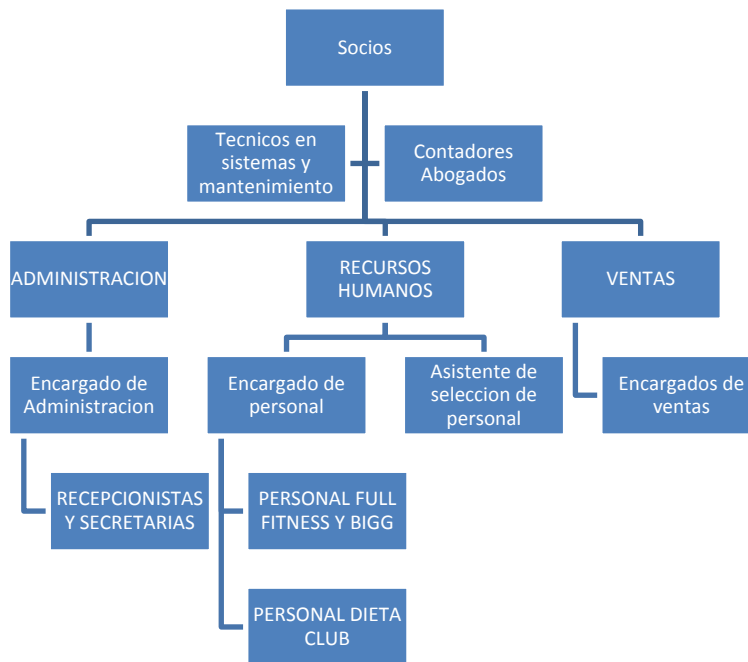 Socios
Tecnicos en
sistemas y
mantenimiento
Contadores
Abogados
ADMINISTRACION
RECURSOS
HUMANOS
VENTAS
Encargado de
Administracion
Encargado de
personal
Asistente de
seleccion de
personal
Encargados de
ventas
RECEPCIONISTAS
Y SECRETARIAS
PERSONAL FULL
FITNESS Y BIGG
PERSONAL DIETA
CLUB